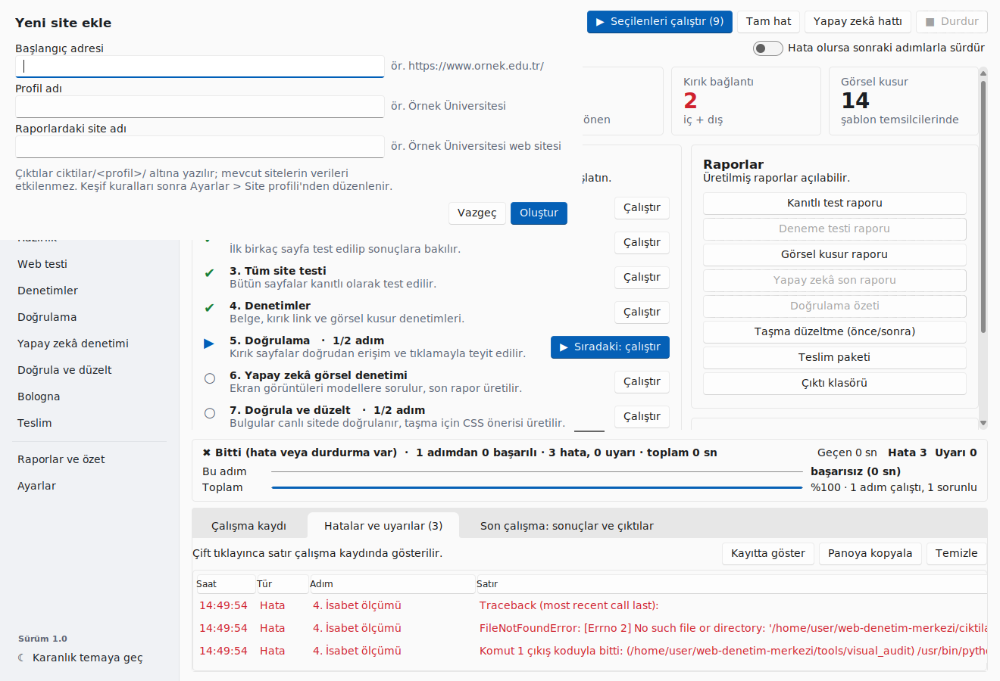 Yeni site ekle
Başlangıç adresi
ör. https://www.ornek.edu.tr/
Profil adı
ör. Örnek Üniversitesi
Raporlardaki site adı
ör. Örnek Üniversitesi web sitesi
Çıktılar ciktilar/<profil>/ altına yazılır; mevcut sitelerin verileri
etkilenmez. Keşif kuralları sonra Ayarlar > Site profili'nden düzenlenir.
Vazgeç
Oluştur
▶ Seçilenleri çalıştır (9)
Tam hat
Yapay zekâ hattı
■ Durdur
Hata olursa sonraki adımlarla sürdür
Kırık bağlantı
2
iç + dış
Görsel kusur
14
şablon temsilcilerinde
Web testi
Denetimler
Doğrulama
Yapay zekâ denetimi
Doğrula ve düzelt
Bologna
Teslim
Raporlar ve özet
Ayarlar
Sürüm 1.0
☾ Karanlık temaya geç
Çalıştır
İlk birkaç sayfa test edilip sonuçlara bakılır.
Çalıştır
✔ 3. Tüm site testi
Bütün sayfalar kanıtlı olarak test edilir.
Çalıştır
✔ 4. Denetimler
Belge, kırık link ve görsel kusur denetimleri.
Çalıştır
▶ 5. Doğrulama · 1/2 adım
Kırık sayfalar doğrudan erişim ve tıklamayla teyit edilir.
▶ Sıradaki: çalıştır
○ 6. Yapay zekâ görsel denetimi
Ekran görüntüleri modellere sorulur, son rapor üretilir.
Çalıştır
○ 7. Doğrula ve düzelt · 1/2 adım
Bulgular canlı sitede doğrulanır, taşma için CSS önerisi üretilir.
Çalıştır
Raporlar
Üretilmiş raporlar açılabilir.
Kanıtlı test raporu
Deneme testi raporu
Görsel kusur raporu
Yapay zekâ son raporu
Doğrulama özeti
Taşma düzeltme (önce/sonra)
Teslim paketi
Çıktı klasörü
✖ Bitti (hata veya durdurma var) · 1 adımdan 0 başarılı · 3 hata, 0 uyarı · toplam 0 sn
Geçen 0 sn Hata 3 Uyarı 0
Bu adım
başarısız (0 sn)
Toplam
%100 · 1 adım çalıştı, 1 sorunlu
Çalışma kaydı
Hatalar ve uyarılar (3)
Son çalışma: sonuçlar ve çıktılar
Çift tıklayınca satır çalışma kaydında gösterilir.
Kayıtta göster
Panoya kopyala
Temizle
Saat Tür Adım Satır
14:49:54 Hata 4. İsabet ölçümü Traceback (most recent call last):
14:49:54 Hata 4. İsabet ölçümü FileNotFoundError: [Errno 2] No such file or directory: '/home/user/web-denetim-merkezi/ciktila
14:49:54 Hata 4. İsabet ölçümü Komut 1 çıkış koduyla bitti: (/home/user/web-denetim-merkezi/tools/visual_audit) /usr/bin/pyth